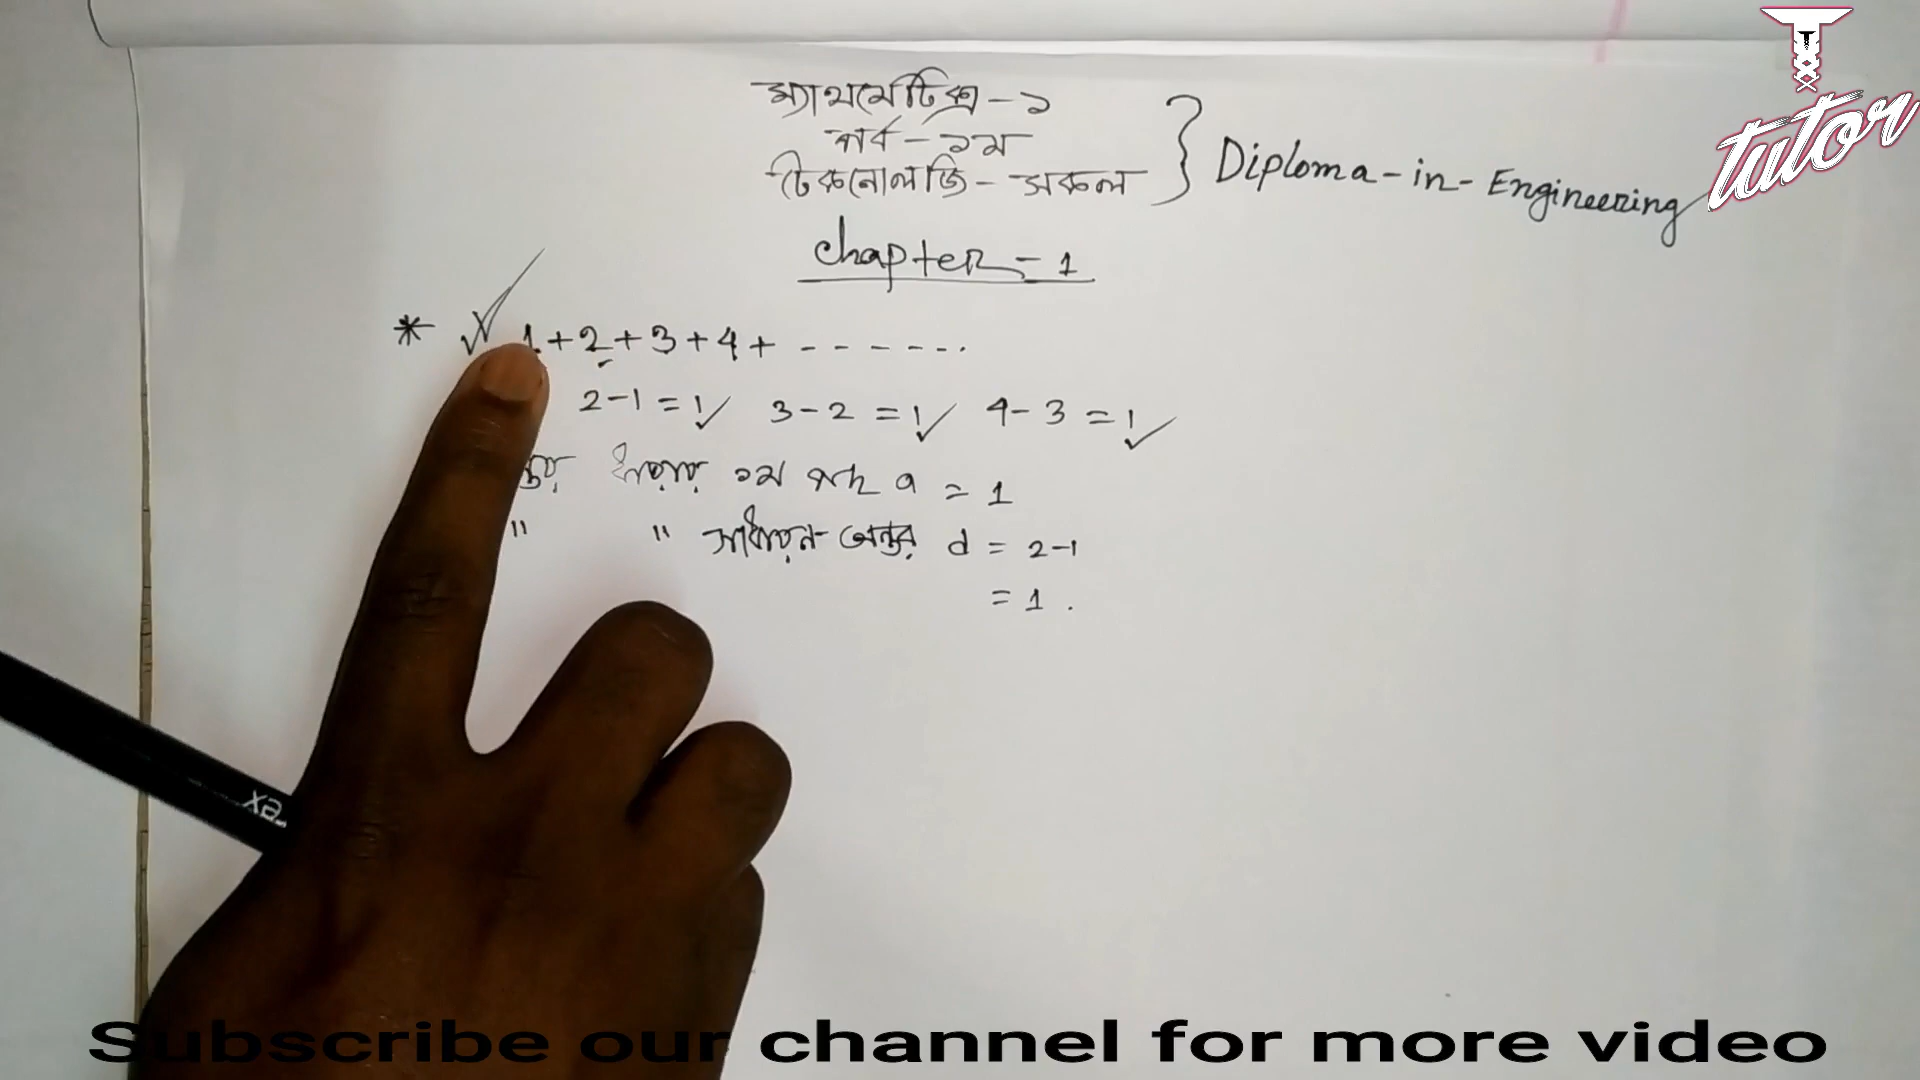 ম্যাথমেটিক্স - ১
পর্ব - ১ম
টেকনোলজি - সকল
} Diploma-in-Engineering
Chapter - 1
* √ 1+2+3+4+ - - - - - - .
2-1 = 1✓ 3-2 = 1✓ 4-3 = 1✓
ধারার ১ম পদ a = 1
" " সাধারন অন্তর d = 2-1
= 1 .
T
tutor
ex
Subscribe our channel for more video